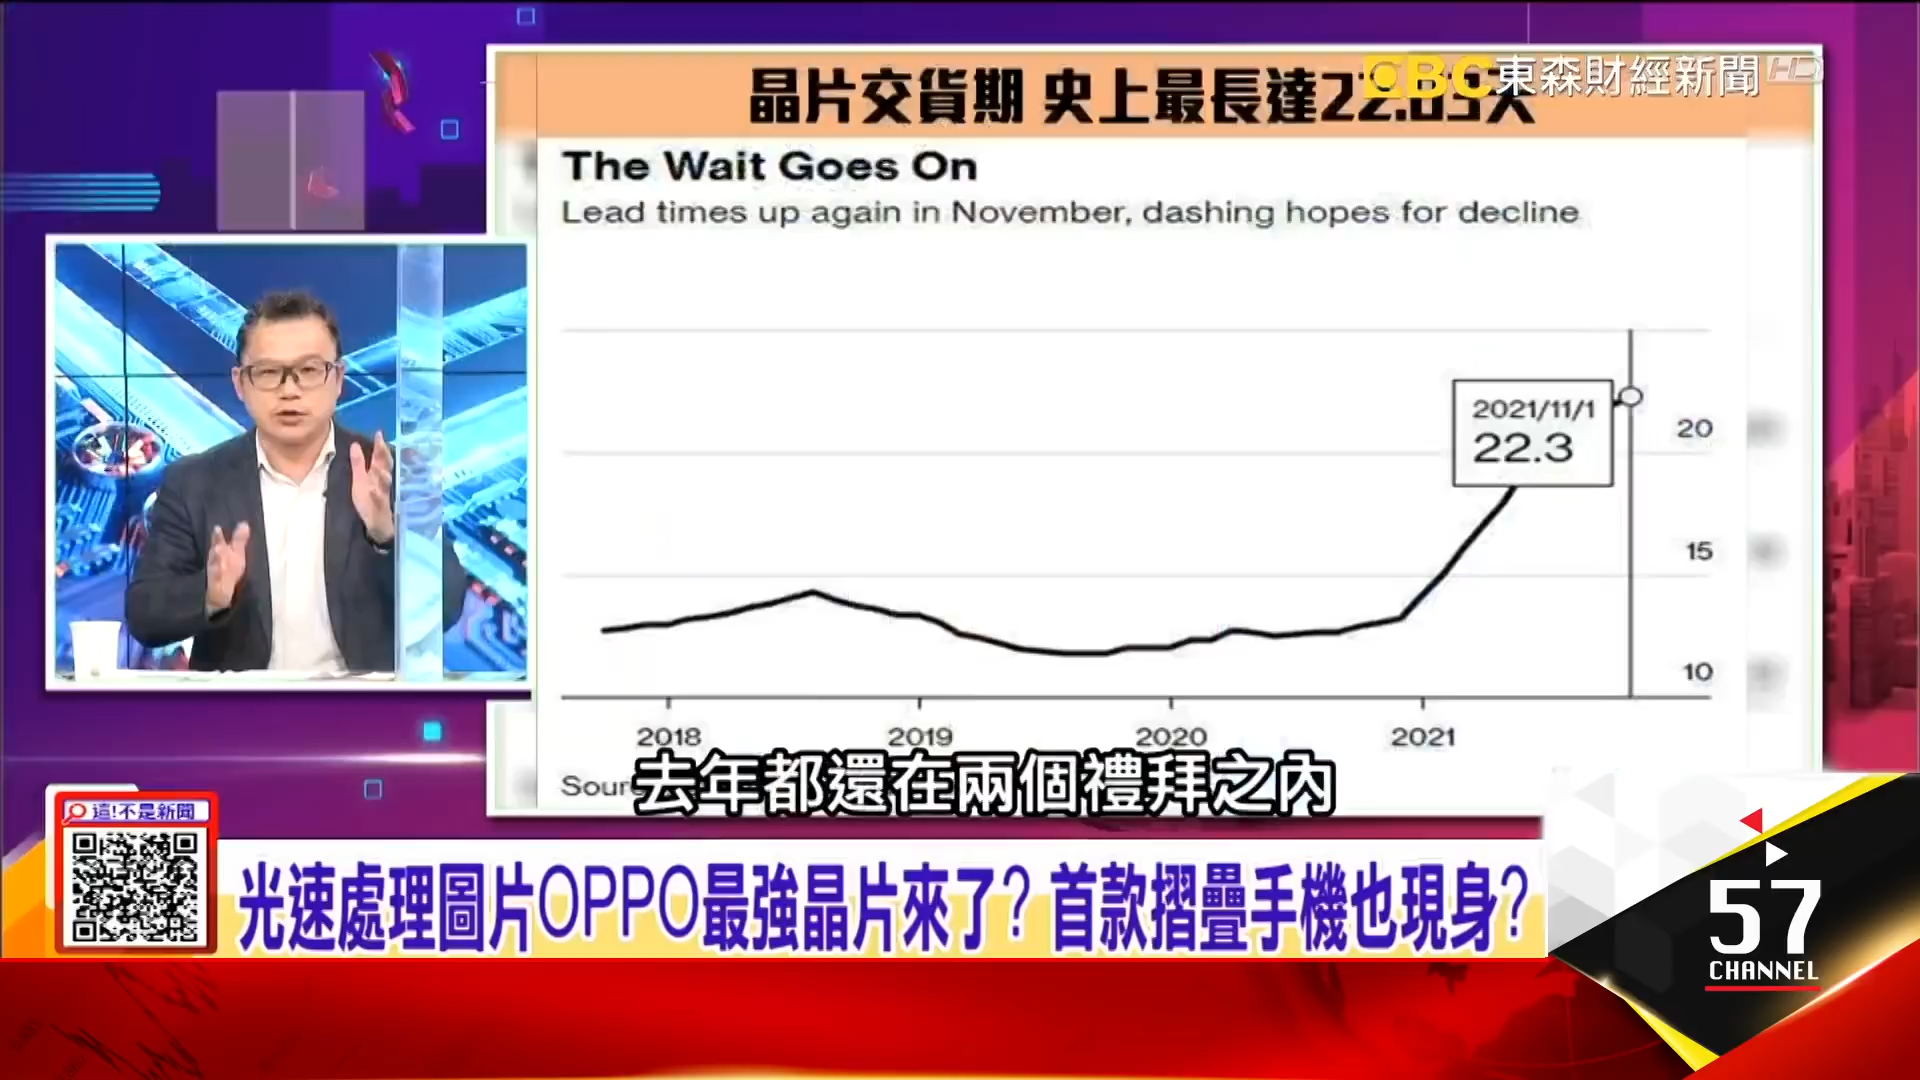 晶片交貨期 史上最長達22.03天
EBC東森財經新聞HD
The Wait Goes On
Lead times up again in November, dashing hopes for decline
2021/11/1
22.3
20
15
10
2018 2019 2020 2021
去年都還在兩個禮拜之內
這!不是新聞
光速處理圖片OPPO最強晶片來了? 首款摺疊手機也現身?
57
CHANNEL